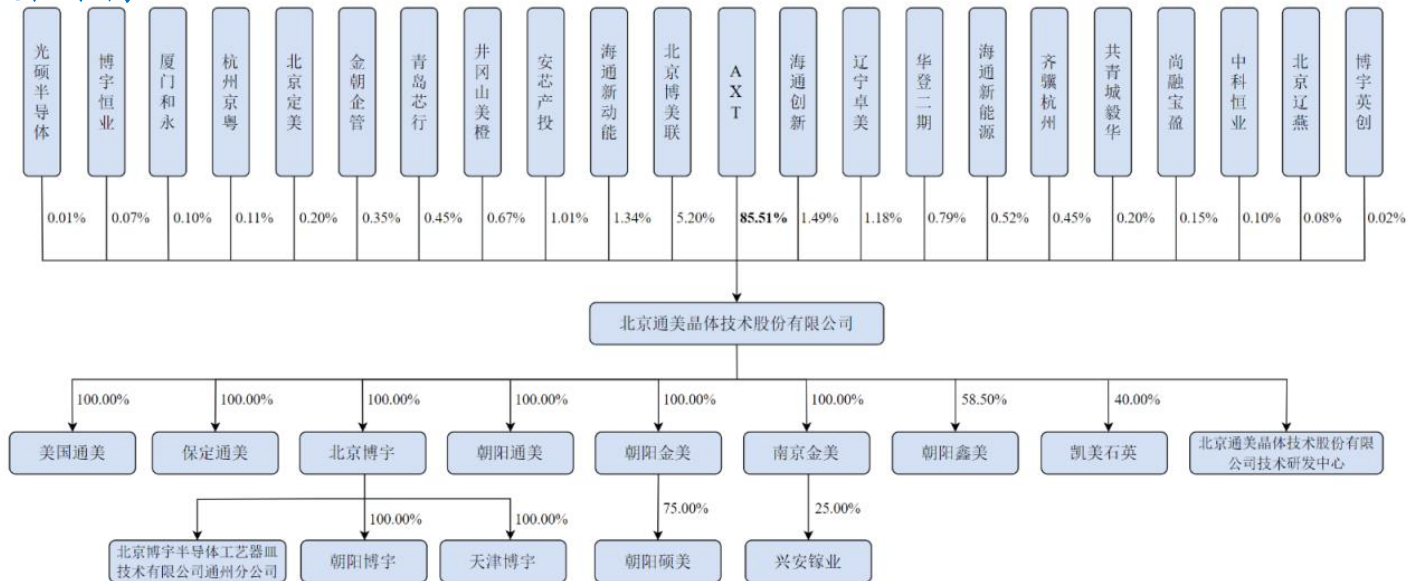 光硕半导体
博宇恒业
厦门和永
杭州京粤
北京定美
金朝企管
青岛芯行
井冈山美橙
安芯产投
海通新动能
北京博美联
AXT
海通创新
辽宁卓美
华登二期
海通新能源
齐骥杭州
共青城毅华
尚融宝盈
中科恒业
北京辽燕
博宇英创
0.01%
0.07%
0.10%
0.11%
0.20%
0.35%
0.45%
0.67%
1.01%
1.34%
5.20%
85.51%
1.49%
1.18%
0.79%
0.52%
0.45%
0.20%
0.15%
0.10%
0.08%
0.02%
北京通美晶体技术股份有限公司
100.00%
100.00%
100.00%
100.00%
100.00%
100.00%
58.50%
40.00%
美国通美
保定通美
北京博宇
朝阳通美
朝阳金美
南京金美
朝阳鑫美
凯美石英
北京通美晶体技术股份有限
公司技术研发中心
100.00%
100.00%
75.00%
25.00%
北京博宇半导体工艺器皿
技术有限公司通州分公司
朝阳博宇
天津博宇
朝阳硕美
兴安镓业